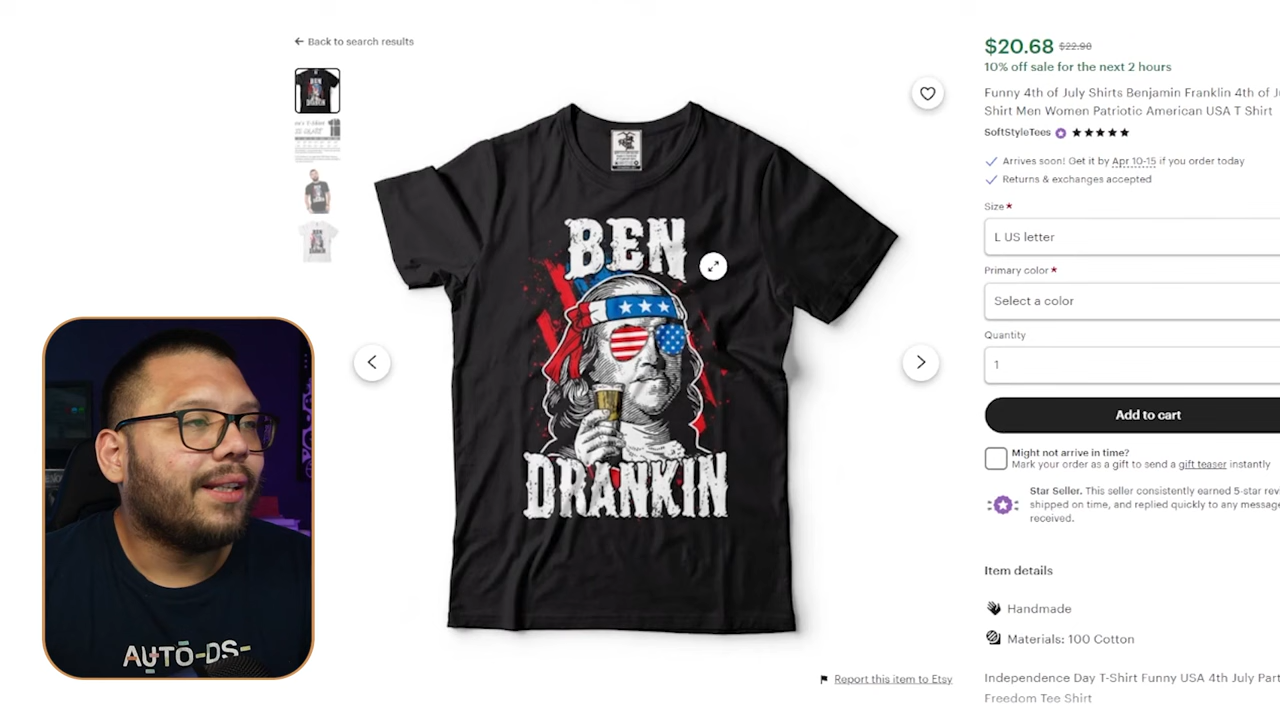 Back to search results
BEN
DRANKIN
AUTO-DS-
Report this item to Etsy
$20.68 $22.98
10% off sale for the next 2 hours
Funny 4th of July Shirts Benjamin Franklin 4th of J
Shirt Men Women Patriotic American USA T Shirt
SoftStyleTees
Arrives soon! Get it by Apr 10-15 if you order today
Returns & exchanges accepted
Size*
L US letter
Primary color*
Select a color
Quantity
1
Add to cart
Might not arrive in time?
Mark your order as a gift to send a gift teaser instantly
Star Seller. This seller consistently earned 5-star rev
shipped on time, and replied quickly to any message
received.
Item details
Handmade
Materials: 100 Cotton
Independence Day T-Shirt Funny USA 4th July Part
Freedom Tee Shirt